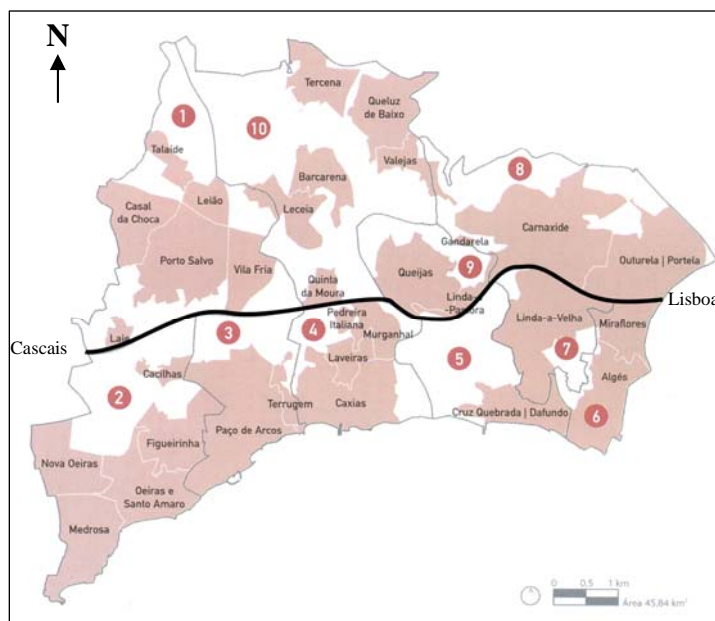 N
Tercena
Queluz
de Baixo
1
10
Talaíde
Valejas
8
Barcarena
Leião
Leceia
Casal
da Choca
Carnaxide
Gandarela
Porto Salvo
Vila Fria
Queijas
9
Outurela | Portela
Quinta
da Moura
Linda-a
-Pastora
Lisboa
Pedreira
Italiana
Linda-a-Velha
Miraflores
Laje
3
4
Murganhal
Cascais
Laveiras
5
7
Cacilhas
Algés
2
Terrugem
Caxias
Cruz Quebrada | Dafundo
6
Paço de Arcos
Figueirinha
Nova Oeiras
Oeiras e
Santo Amaro
Medrosa
0 0,5 1 km
Área 45,84 km²